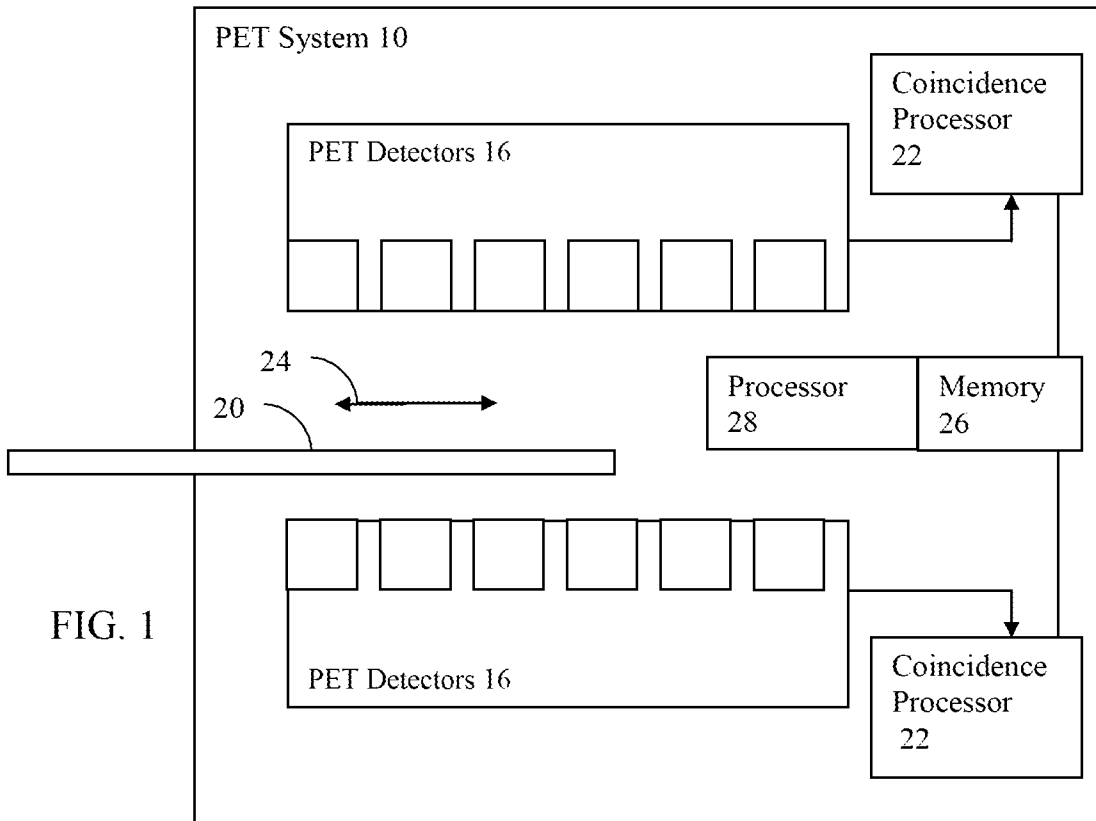 PET System 10
Coincidence
Processor
22
PET Detectors 16
24
20
Processor
28
Memory
26
FIG. 1
PET Detectors 16
Coincidence
Processor
22